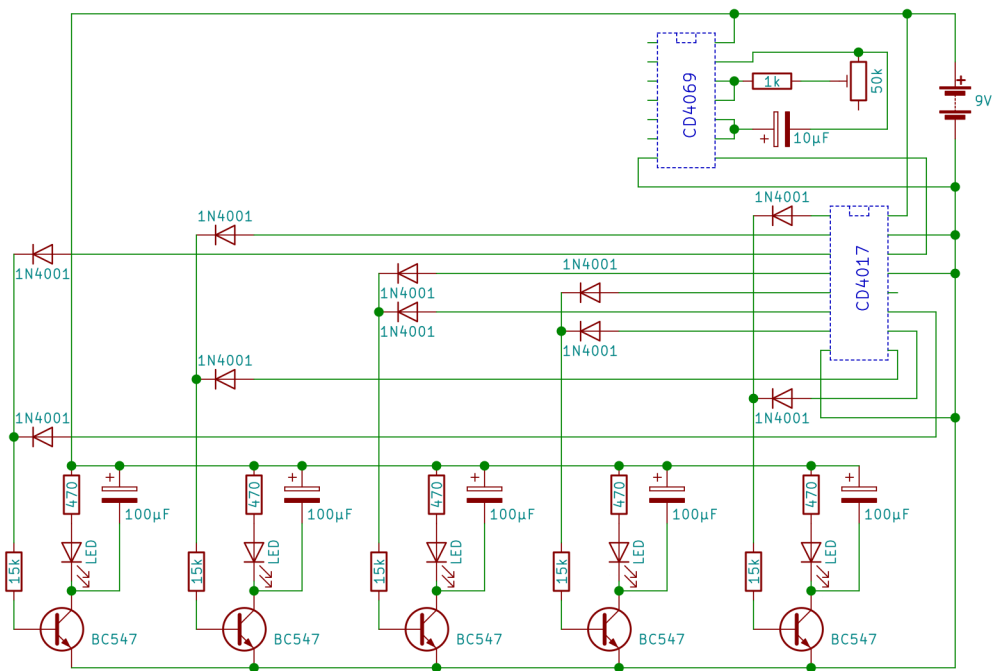 CD4069
1k
50k
+
9V
+
10µF
1N4001
1N4001
CD4017
1N4001
1N4001
1N4001
1N4001
1N4001
1N4001
1N4001
1N4001
470
+
100µF
470
+
100µF
470
+
100µF
470
+
100µF
470
+
100µF
15k
LED
15k
LED
15k
LED
15k
LED
15k
LED
BC547
BC547
BC547
BC547
BC547